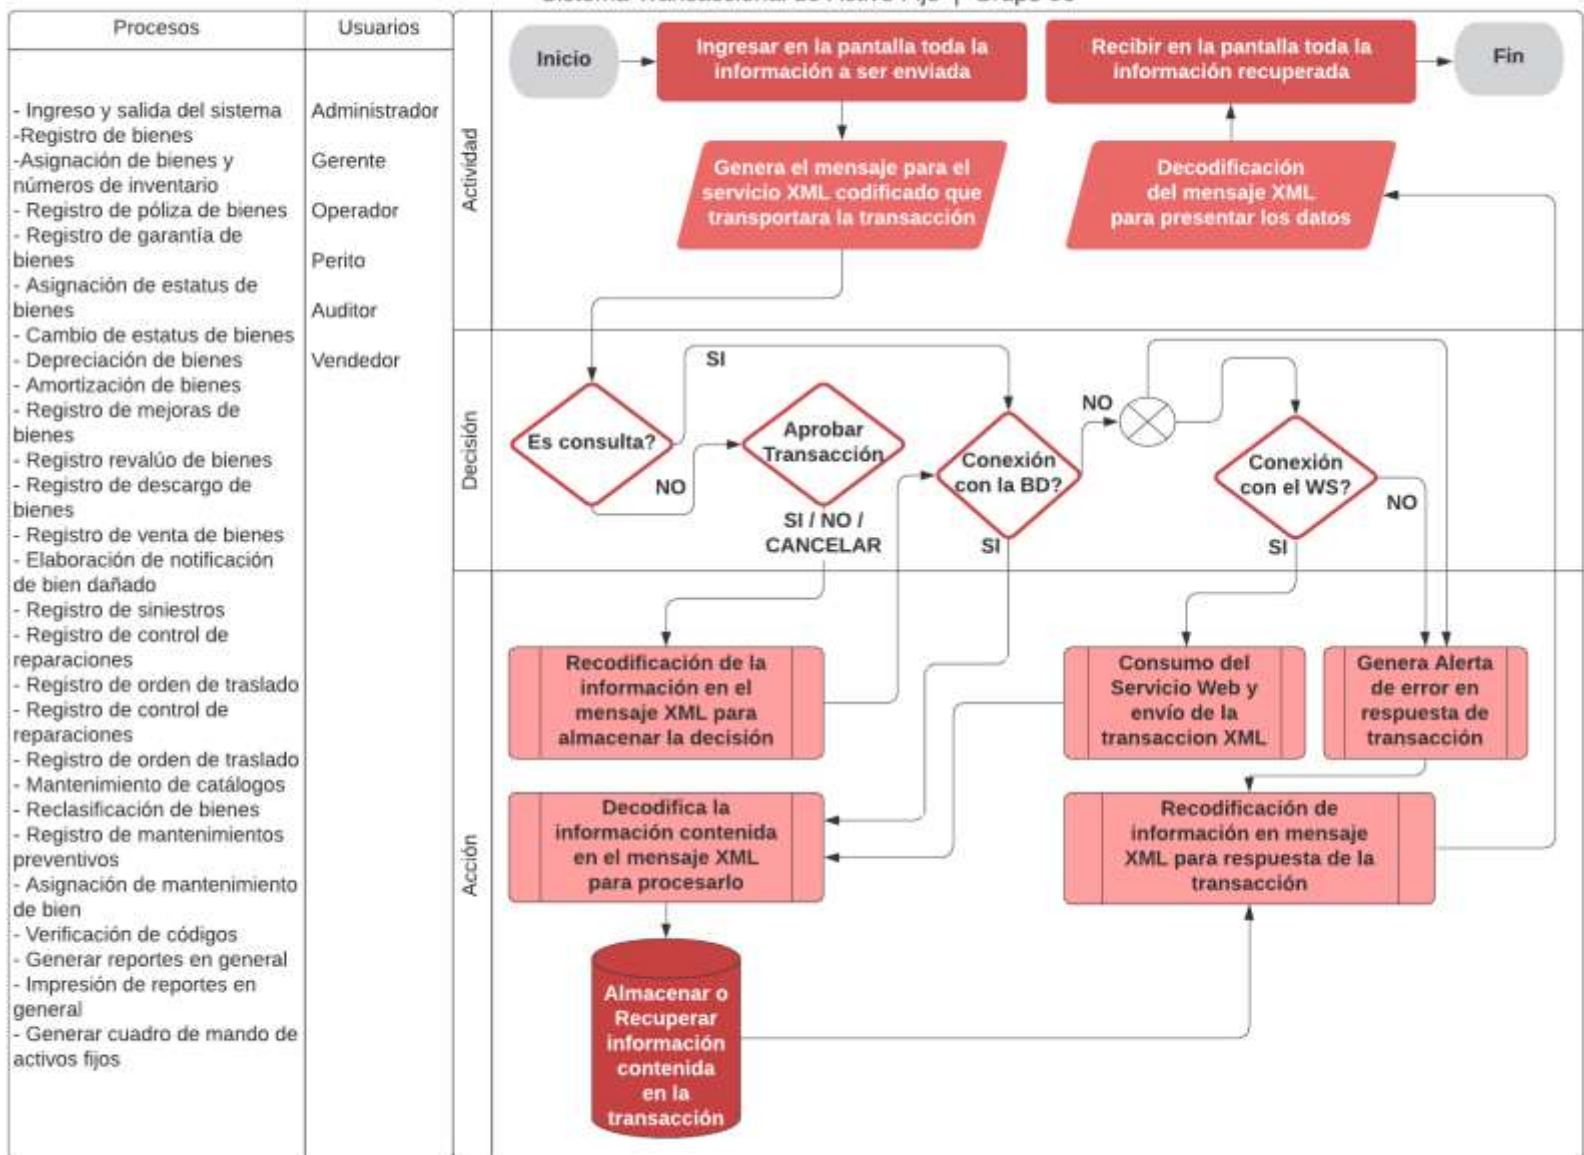 Sistema Transaccional de Activo Fijo | Grupo 06
Procesos
Usuarios
- Ingreso y salida del sistema
-Registro de bienes
-Asignación de bienes y
números de inventario
- Registro de póliza de bienes
- Registro de garantía de
bienes
- Asignación de estatus de
bienes
- Cambio de estatus de bienes
- Depreciación de bienes
- Amortización de bienes
- Registro de mejoras de
bienes
- Registro revalúo de bienes
- Registro de descargo de
bienes
- Registro de venta de bienes
- Elaboración de notificación
de bien dañado
- Registro de siniestros
- Registro de control de
reparaciones
- Registro de orden de traslado
- Registro de control de
reparaciones
- Registro de orden de traslado
- Mantenimiento de catálogos
- Reclasificación de bienes
- Registro de mantenimientos
preventivos
- Asignación de mantenimiento
de bien
- Verificación de códigos
- Generar reportes en general
- Impresión de reportes en
general
- Generar cuadro de mando de
activos fijos
Administrador
Gerente
Operador
Perito
Auditor
Vendedor
Actividad
Inicio
Ingresar en la pantalla toda la
información a ser enviada
Recibir en la pantalla toda la
información recuperada
Fin
Genera el mensaje para el
servicio XML codificado que
transportara la transacción
Decodificación
del mensaje XML
para presentar los datos
Decisión
Es consulta?
SI
NO
Aprobar
Transacción
SI / NO /
CANCELAR
Conexión
con la BD?
NO
SI
Conexión
con el WS?
NO
SI
Acción
Recodificación de la
información en el
mensaje XML para
almacenar la decisión
Consumo del
Servicio Web y
envío de la
transaccion XML
Genera Alerta
de error en
respuesta de
transacción
Decodifica la
información contenida
en el mensaje XML
para procesarlo
Recodificación de
información en mensaje
XML para respuesta de la
transacción
Almacenar o
Recuperar
información
contenida
en la
transacción